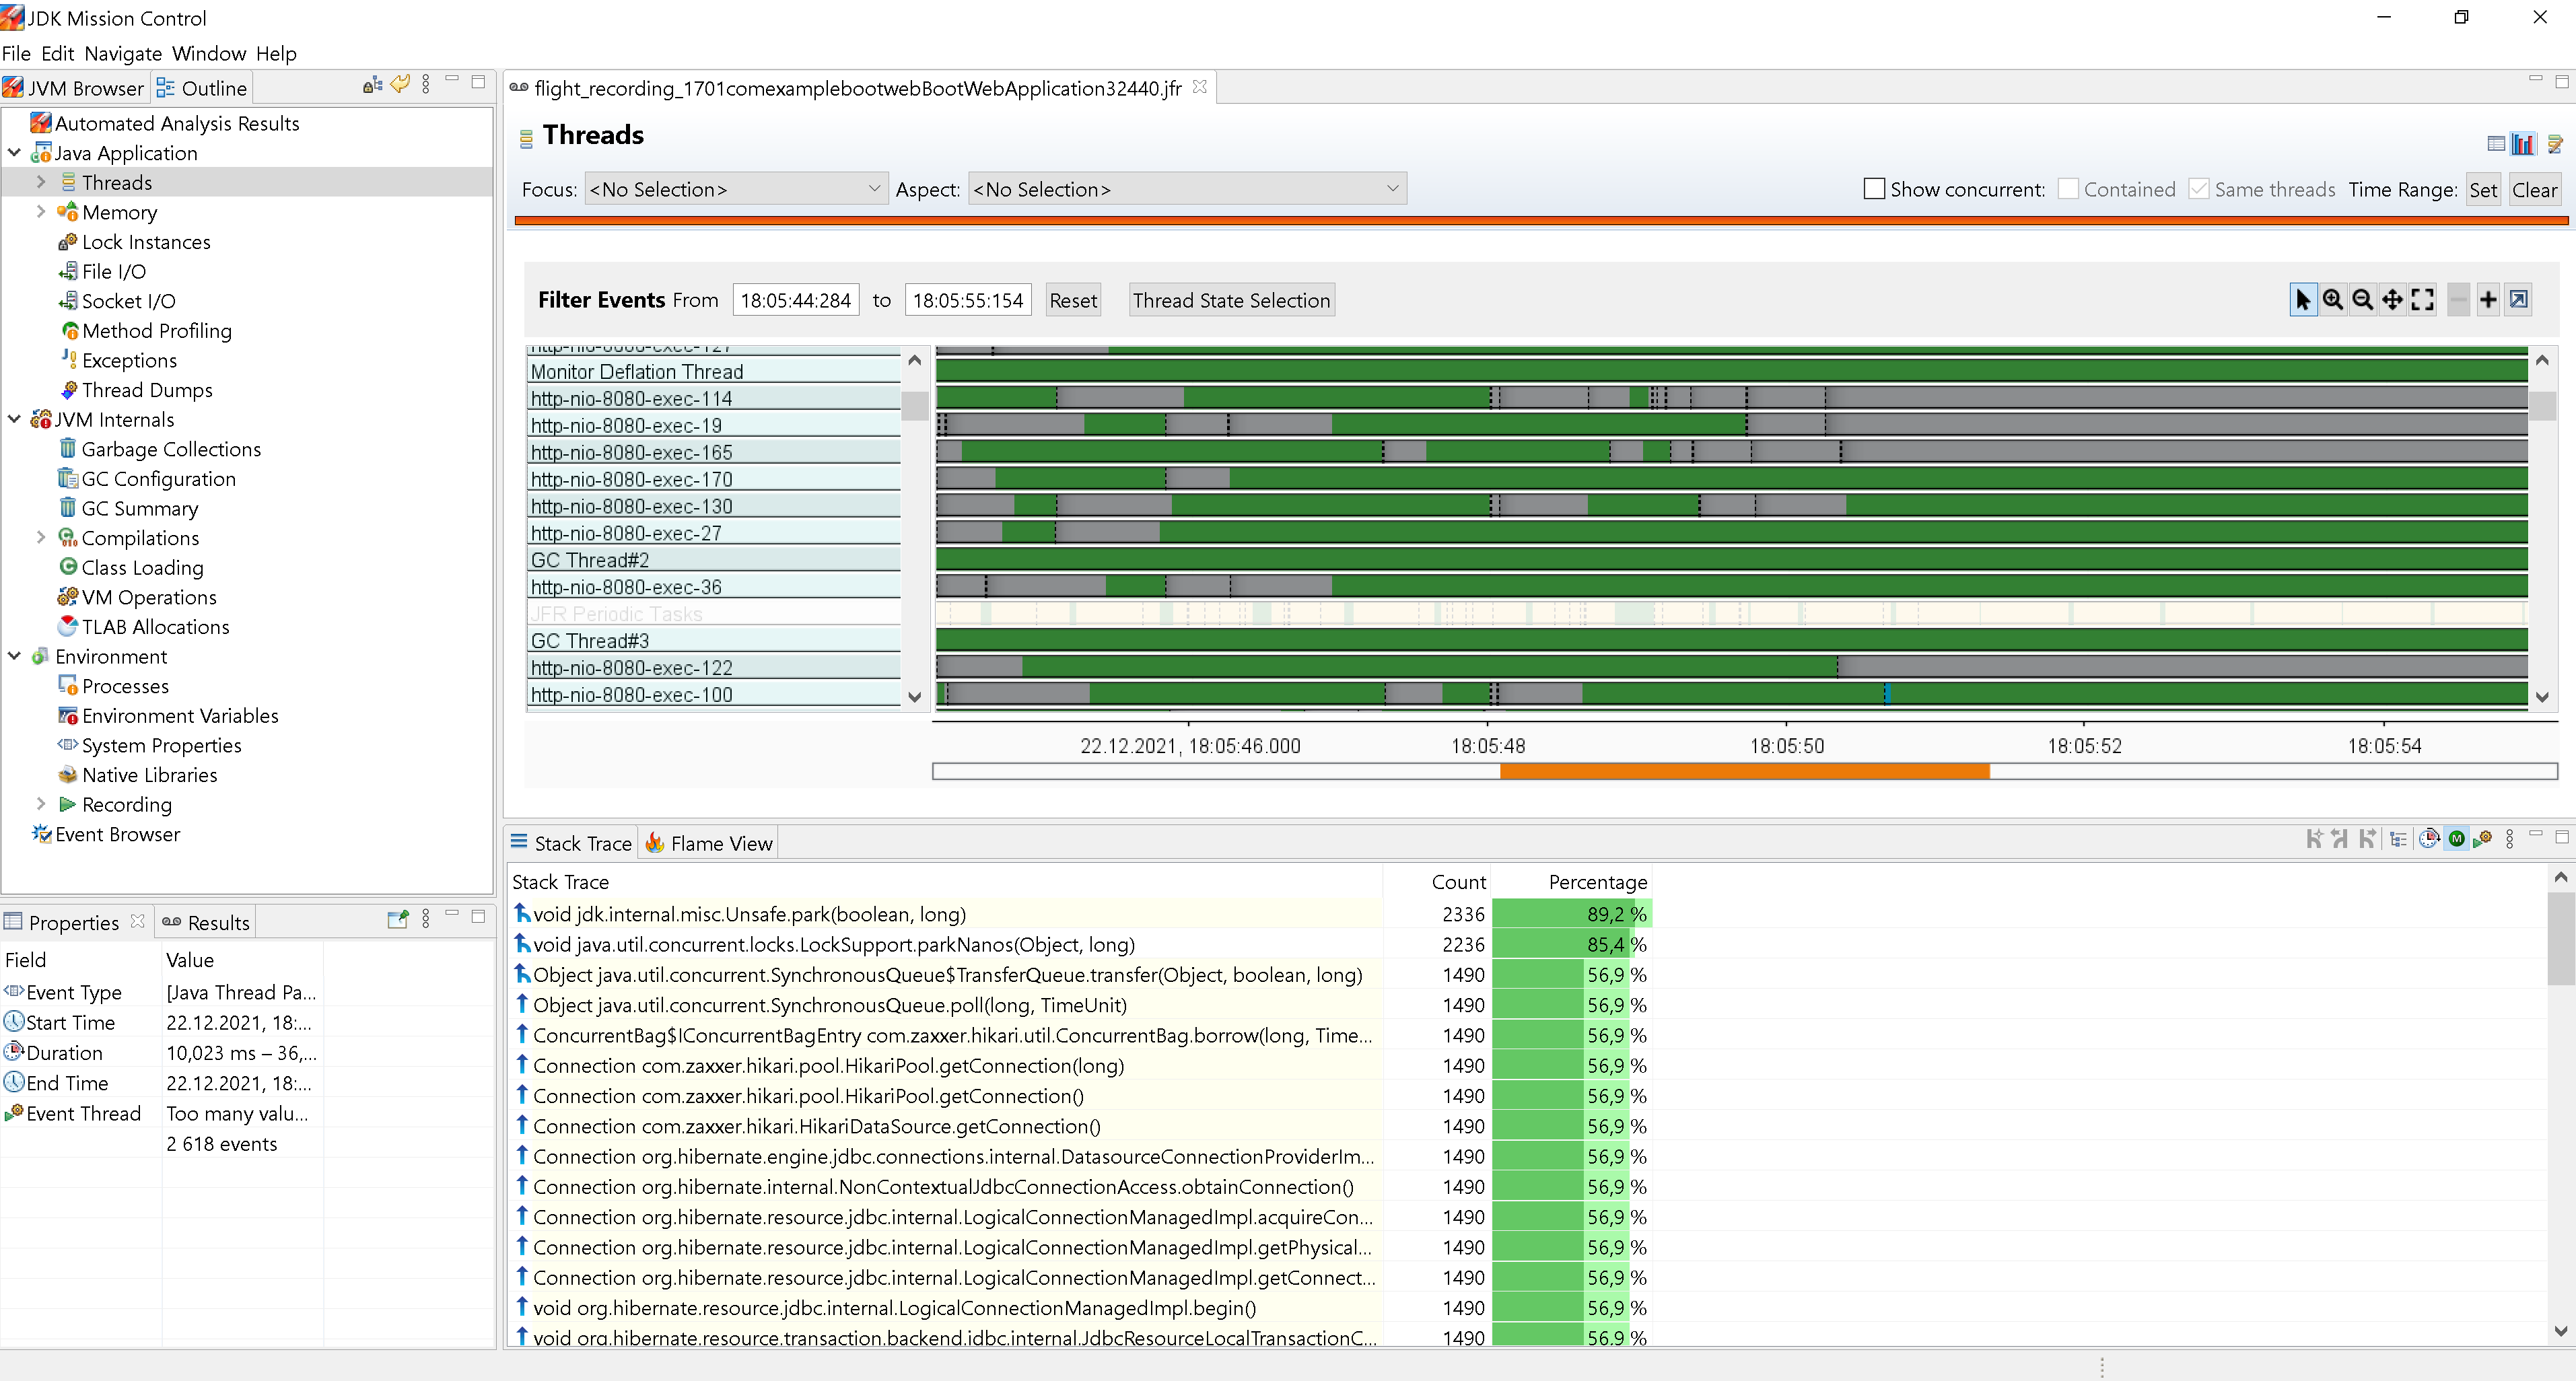 JDK Mission Control
File Edit Navigate Window Help
JVM Browser Outline
Automated Analysis Results
Java Application
Threads
Memory
Lock Instances
File I/O
Socket I/O
Method Profiling
Exceptions
Thread Dumps
JVM Internals
Garbage Collections
GC Configuration
GC Summary
Compilations
Class Loading
VM Operations
TLAB Allocations
Environment
Processes
Environment Variables
System Properties
Native Libraries
Recording
Event Browser
Properties Results
Field Value
Event Type [Java Thread Pa...
Start Time 22.12.2021, 18:...
Duration 10,023 ms – 36,...
End Time 22.12.2021, 18:...
Event Thread Too many valu...
2 618 events
flight_recording_1701comexamplebootwebBootWebApplication32440.jfr
Threads
Focus: <No Selection> Aspect: <No Selection> Show concurrent: Contained Same threads Time Range: Set Clear
Filter Events From 18:05:44:284 to 18:05:55:154 Reset Thread State Selection
http-nio-8080-exec-127
Monitor Deflation Thread
http-nio-8080-exec-114
http-nio-8080-exec-19
http-nio-8080-exec-165
http-nio-8080-exec-170
http-nio-8080-exec-130
http-nio-8080-exec-27
GC Thread#2
http-nio-8080-exec-36
JFR Periodic Tasks
GC Thread#3
http-nio-8080-exec-122
http-nio-8080-exec-100
22.12.2021, 18:05:46.000 18:05:48 18:05:50 18:05:52 18:05:54
Stack Trace Flame View
Stack Trace Count Percentage
void jdk.internal.misc.Unsafe.park(boolean, long) 2336 89,2 %
void java.util.concurrent.locks.LockSupport.parkNanos(Object, long) 2236 85,4 %
Object java.util.concurrent.SynchronousQueue$TransferQueue.transfer(Object, boolean, long) 1490 56,9 %
Object java.util.concurrent.SynchronousQueue.poll(long, TimeUnit) 1490 56,9 %
ConcurrentBag$IConcurrentBagEntry com.zaxxer.hikari.util.ConcurrentBag.borrow(long, Time... 1490 56,9 %
Connection com.zaxxer.hikari.pool.HikariPool.getConnection(long) 1490 56,9 %
Connection com.zaxxer.hikari.pool.HikariPool.getConnection() 1490 56,9 %
Connection com.zaxxer.hikari.HikariDataSource.getConnection() 1490 56,9 %
Connection org.hibernate.engine.jdbc.connections.internal.DatasourceConnectionProviderIm... 1490 56,9 %
Connection org.hibernate.internal.NonContextualJdbcConnectionAccess.obtainConnection() 1490 56,9 %
Connection org.hibernate.resource.jdbc.internal.LogicalConnectionManagedImpl.acquireCon... 1490 56,9 %
Connection org.hibernate.resource.jdbc.internal.LogicalConnectionManagedImpl.getPhysical... 1490 56,9 %
Connection org.hibernate.resource.jdbc.internal.LogicalConnectionManagedImpl.getConnect... 1490 56,9 %
void org.hibernate.resource.jdbc.internal.LogicalConnectionManagedImpl.begin() 1490 56,9 %
void org.hibernate.resource.transaction.backend.jdbc.internal.JdbcResourceLocalTransactionC... 1490 56,9 %